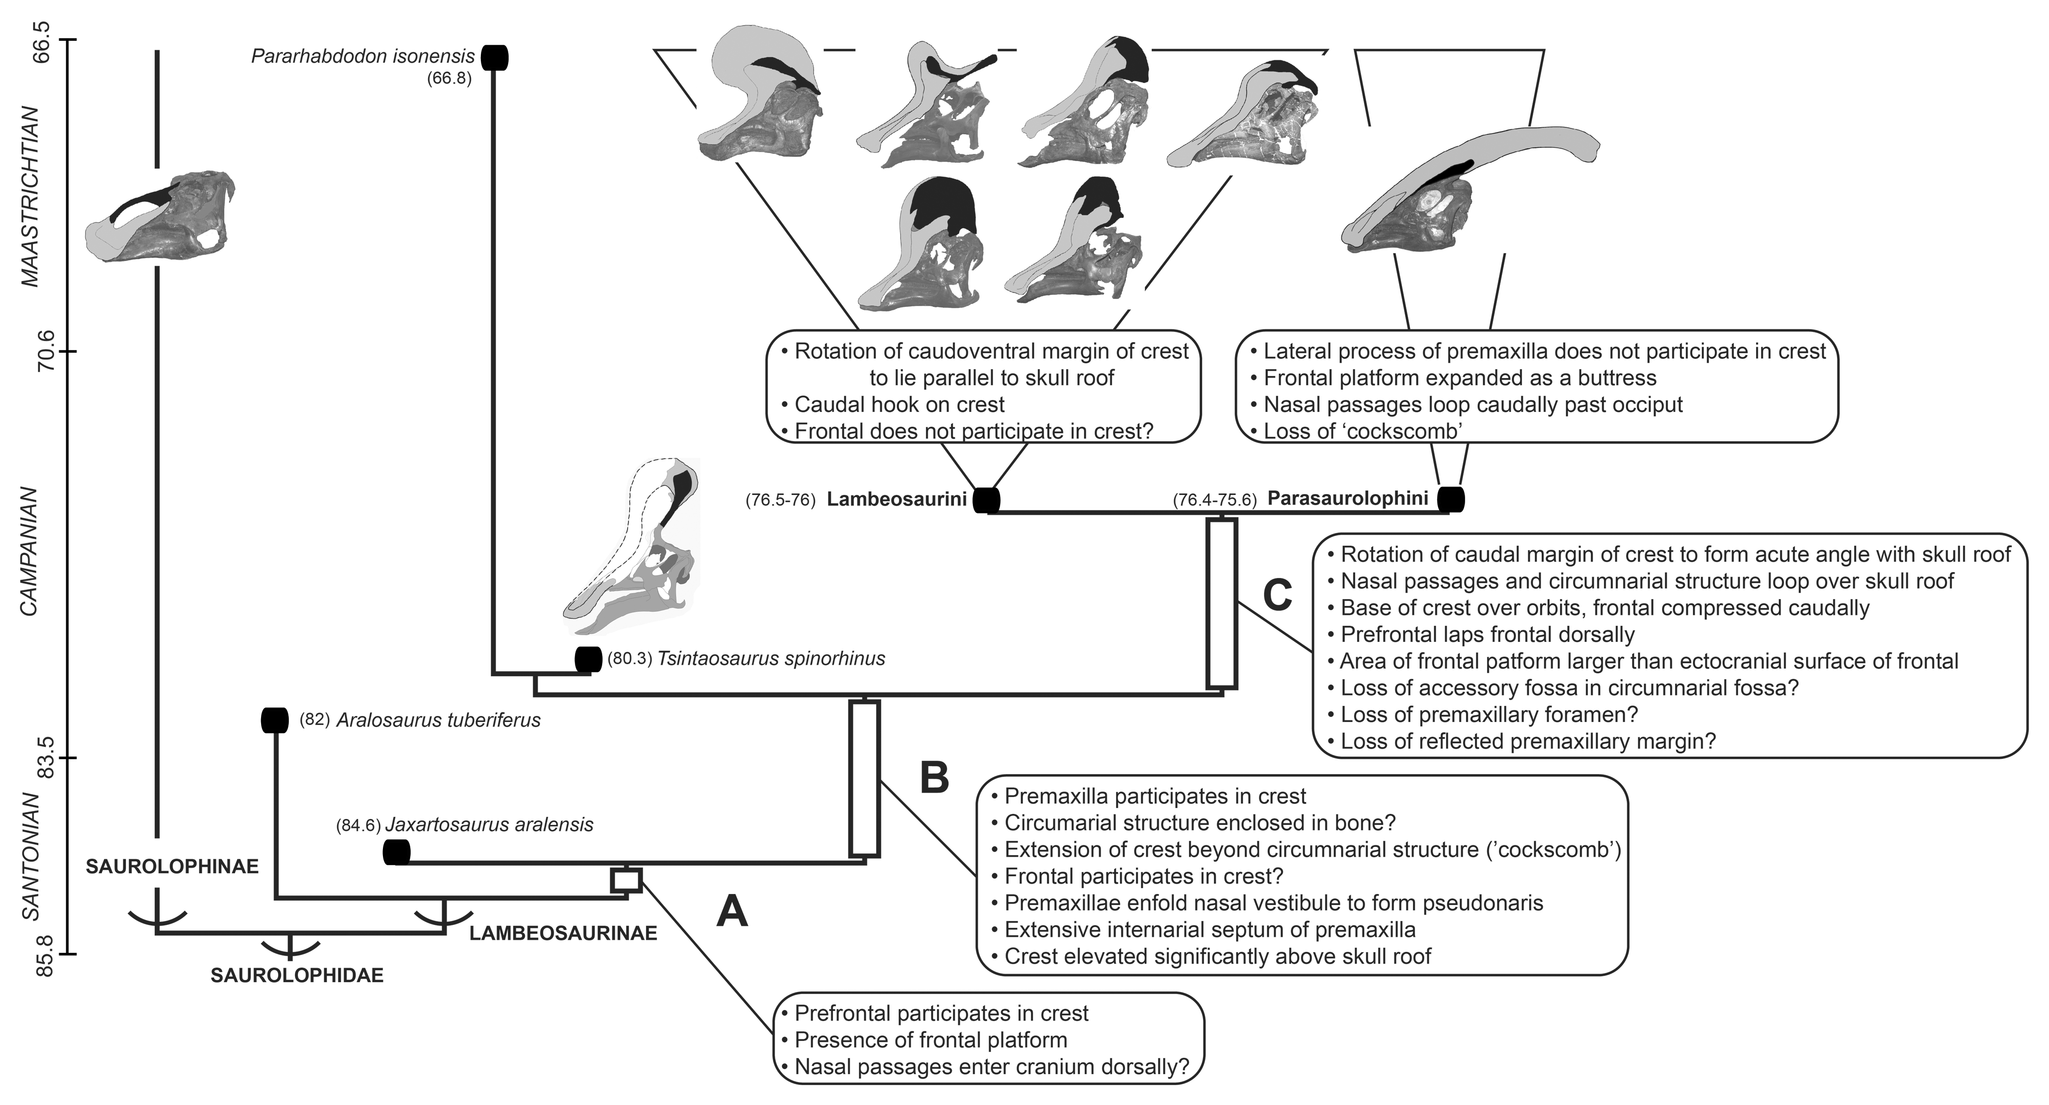 66.5
MAASTRICHTIAN
70.6
CAMPANIAN
83.5
SANTONIAN
85.8
Pararhabdodon isonensis
(66.8)
• Rotation of caudoventral margin of crest
to lie parallel to skull roof
• Caudal hook on crest
• Frontal does not participate in crest?
• Lateral process of premaxilla does not participate in crest
• Frontal platform expanded as a buttress
• Nasal passages loop caudally past occiput
• Loss of ‘cockscomb’
(76.5-76) Lambeosaurini
(76.4-75.6) Parasaurolophini
C
• Rotation of caudal margin of crest to form acute angle with skull roof
• Nasal passages and circumnarial structure loop over skull roof
• Base of crest over orbits, frontal compressed caudally
• Prefrontal laps frontal dorsally
• Area of frontal patform larger than ectocranial surface of frontal
• Loss of accessory fossa in circumnarial fossa?
• Loss of premaxillary foramen?
• Loss of reflected premaxillary margin?
(80.3) Tsintaosaurus spinorhinus
(82) Aralosaurus tuberiferus
B
• Premaxilla participates in crest
• Circumarial structure enclosed in bone?
• Extension of crest beyond circumnarial structure (’cockscomb’)
• Frontal participates in crest?
• Premaxillae enfold nasal vestibule to form pseudonaris
• Extensive internarial septum of premaxilla
• Crest elevated significantly above skull roof
(84.6) Jaxartosaurus aralensis
SAUROLOPHINAE
A
LAMBEOSAURINAE
SAUROLOPHIDAE
• Prefrontal participates in crest
• Presence of frontal platform
• Nasal passages enter cranium dorsally?